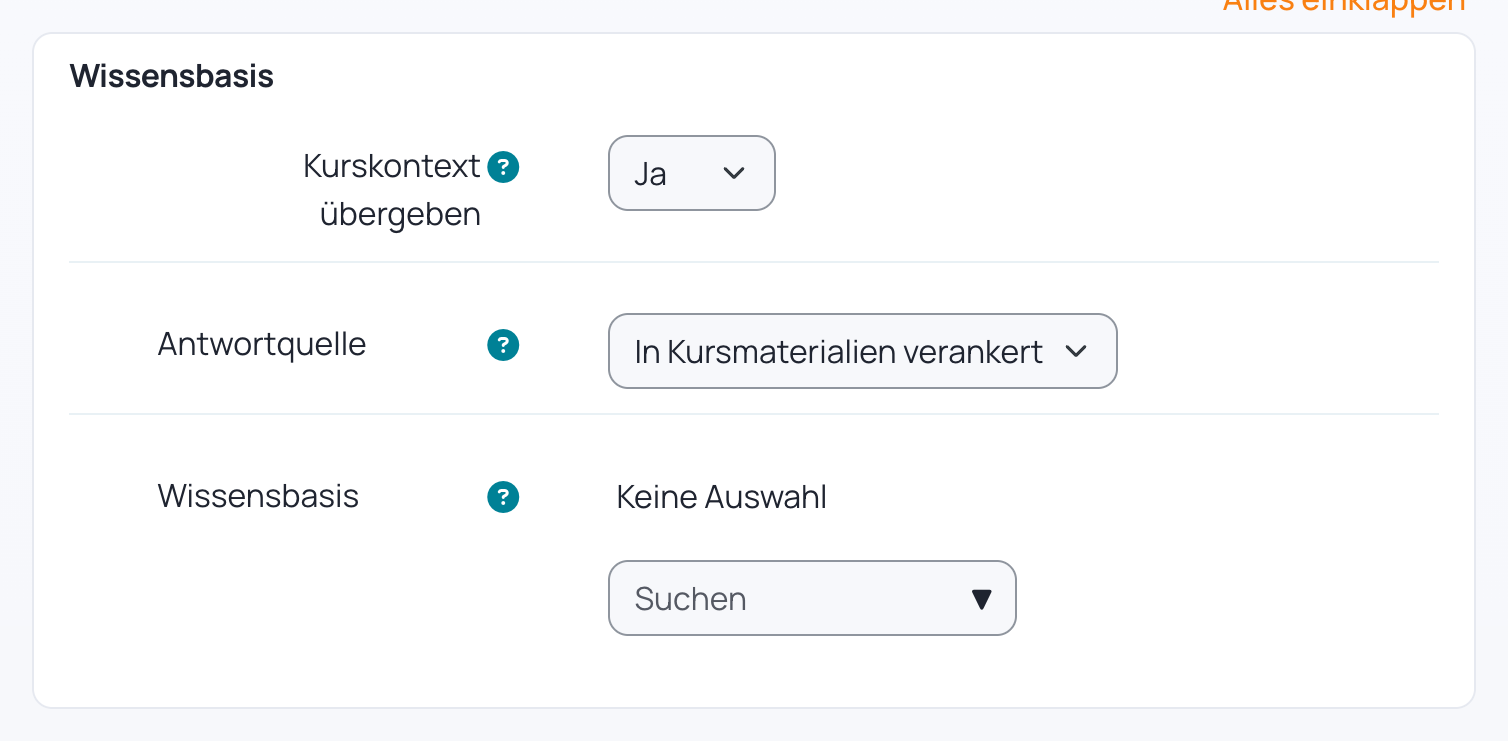 Alles einklappen
Wissensbasis
Kurskontext
übergeben
Ja
Antwortquelle
In Kursmaterialien verankert
Wissensbasis
Keine Auswahl
Suchen